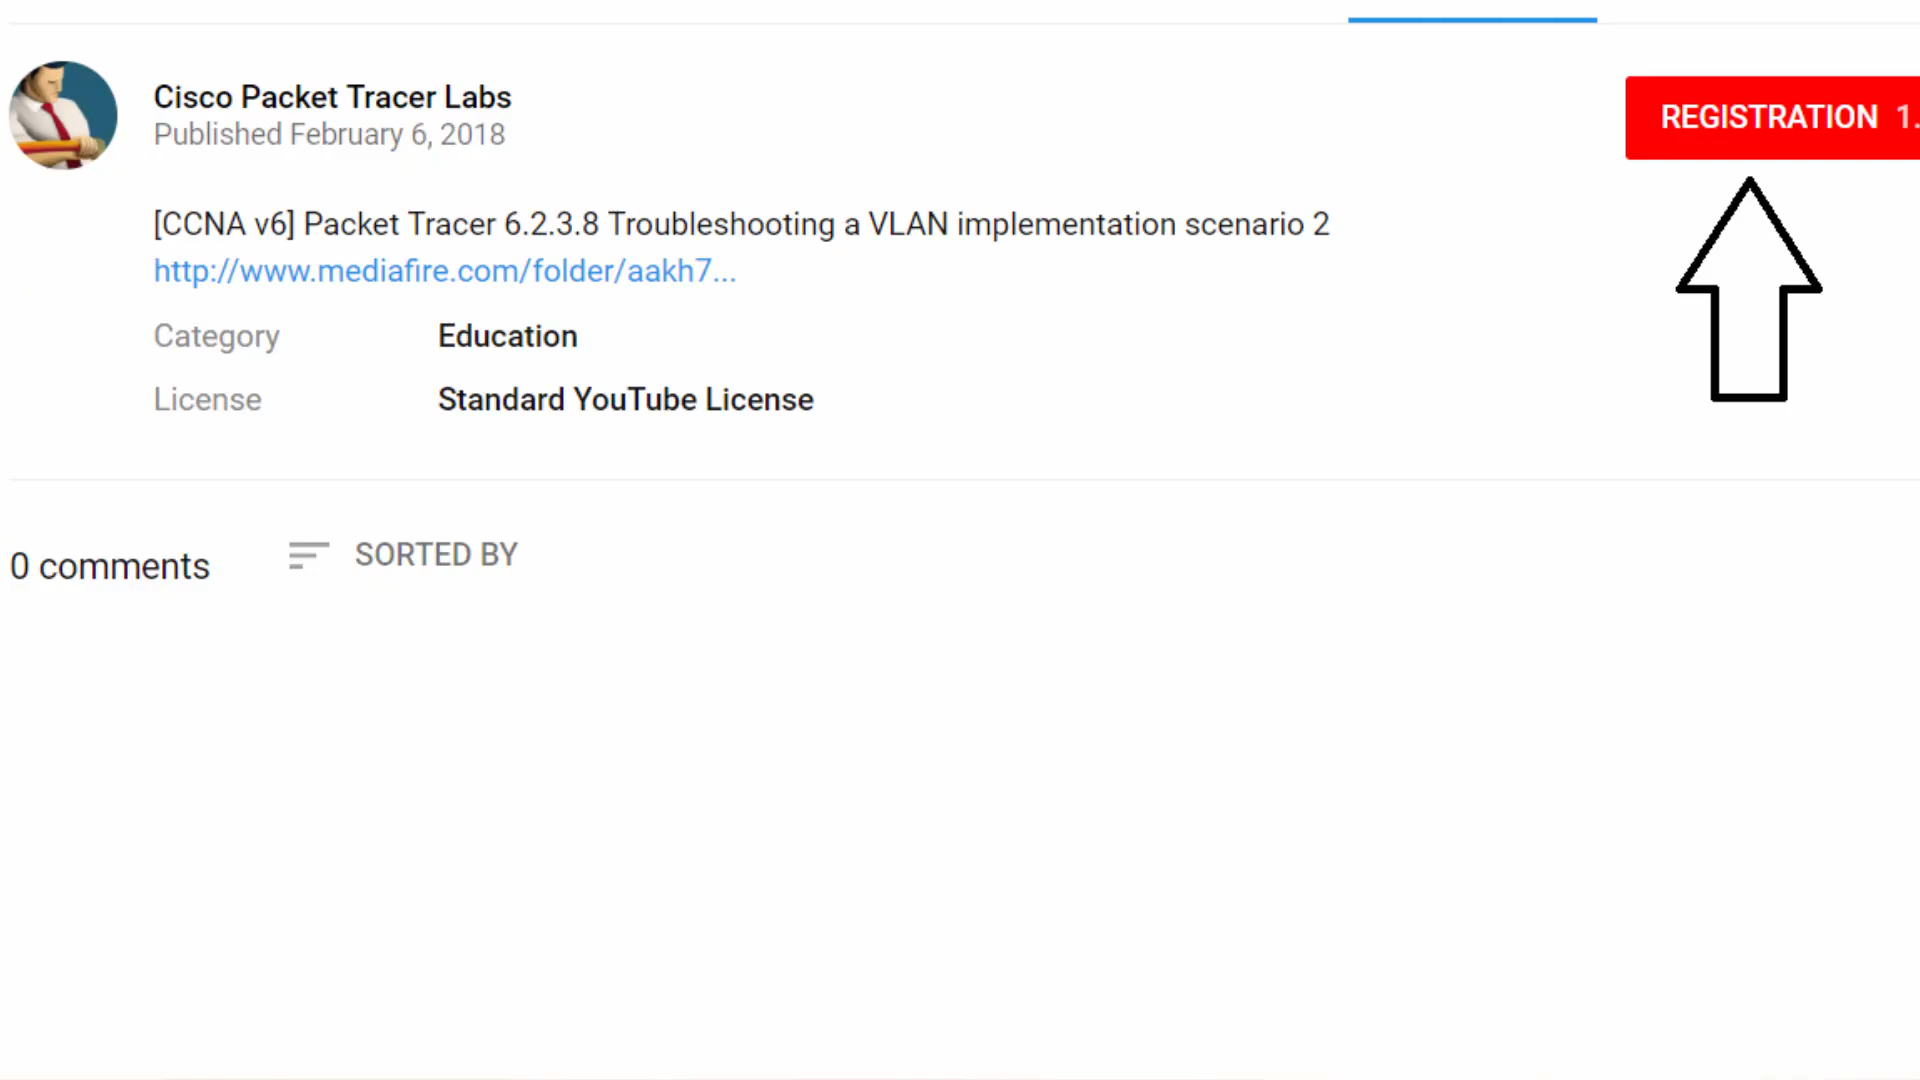 Cisco Packet Tracer Labs
Published February 6, 2018
REGISTRATION 1.
[CCNA v6] Packet Tracer 6.2.3.8 Troubleshooting a VLAN implementation scenario 2
http://www.mediafire.com/folder/aakh7...
Category Education
License Standard YouTube License
0 comments SORTED BY